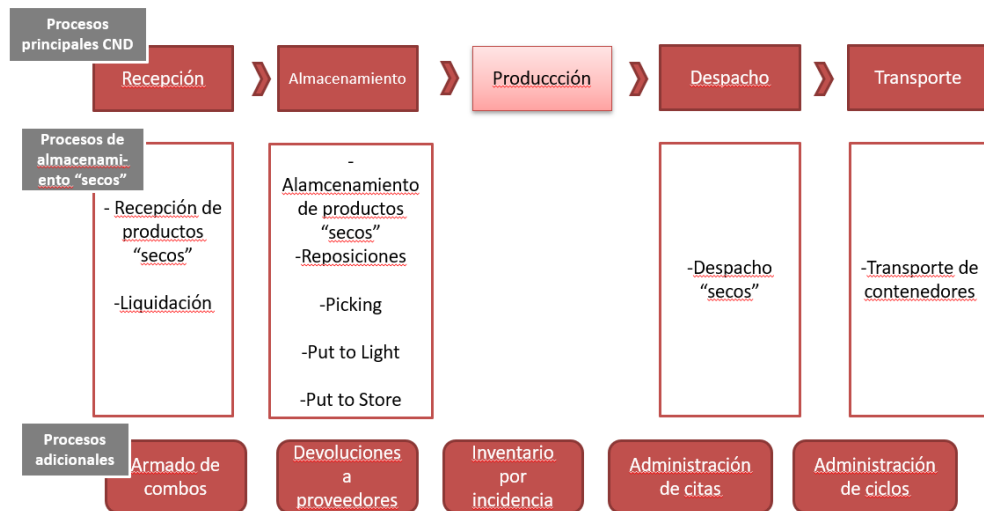 Procesos
principales CND
Recepción
Almacenamiento
Produccción
Despacho
Transporte
Procesos de
almacenami-
ento “secos”
- Recepción de
productos
“secos”
-Liquidación
-
Alamcenamiento
de productos
“secos”
-Reposiciones
-Picking
-Put to Light
-Put to Store
-Despacho
“secos”
-Transporte de
contenedores
Procesos
adicionales
Armado de
combos
Devoluciones
a
proveedores
Inventario
por
incidencia
Administración
de citas
Administración
de ciclos